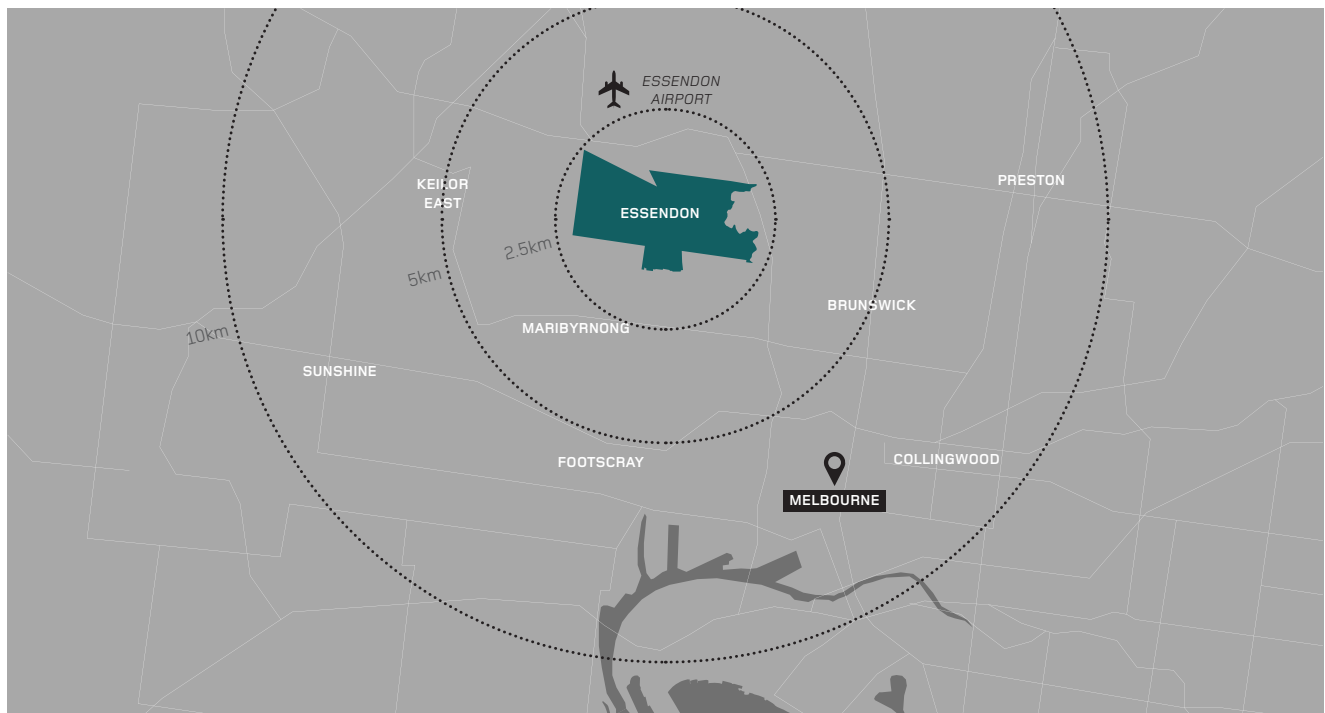 ESSENDON
AIRPORT
PRESTON
KEILOR
EAST
ESSENDON
2.5km
5km
BRUNSWICK
MARIBYRNONG
10km
SUNSHINE
FOOTSCRAY
COLLINGWOOD
MELBOURNE